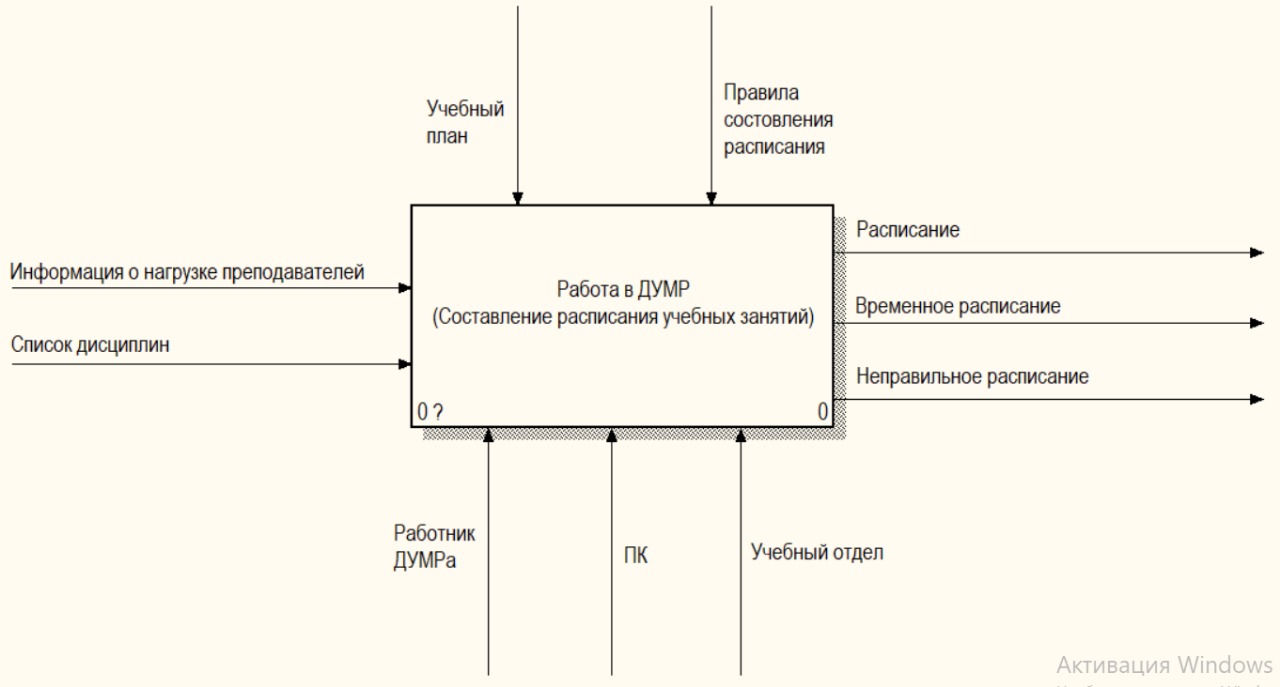 Учебный
план
Правила
состовления
расписания
Информация о нагрузке преподавателей
Список дисциплин
Работа в ДУМР
(Составление расписания учебных занятий)
0 ?
0
Расписание
Временное расписание
Неправильное расписание
Работник
ДУМРа
ПК
Учебный отдел
Активация Windows